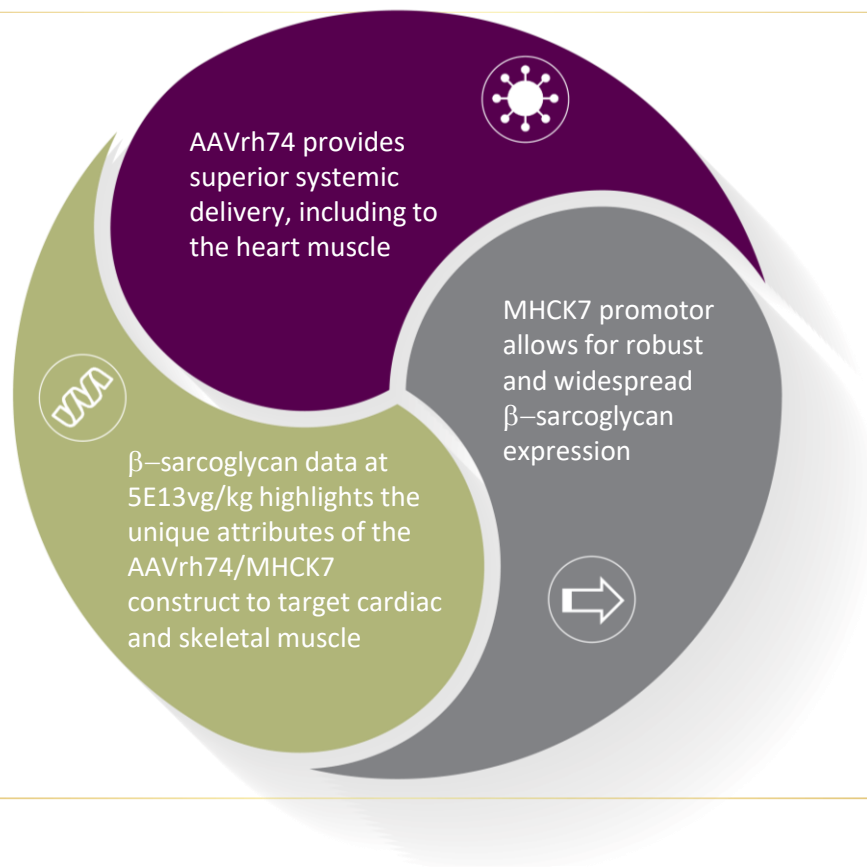 AAVrh74 provides
superior systemic
delivery, including to
the heart muscle
MHCK7 promotor
allows for robust
and widespread
β−sarcoglycan
expression
β−sarcoglycan data at
5E13vg/kg highlights the
unique attributes of the
AAVrh74/MHCK7
construct to target cardiac
and skeletal muscle